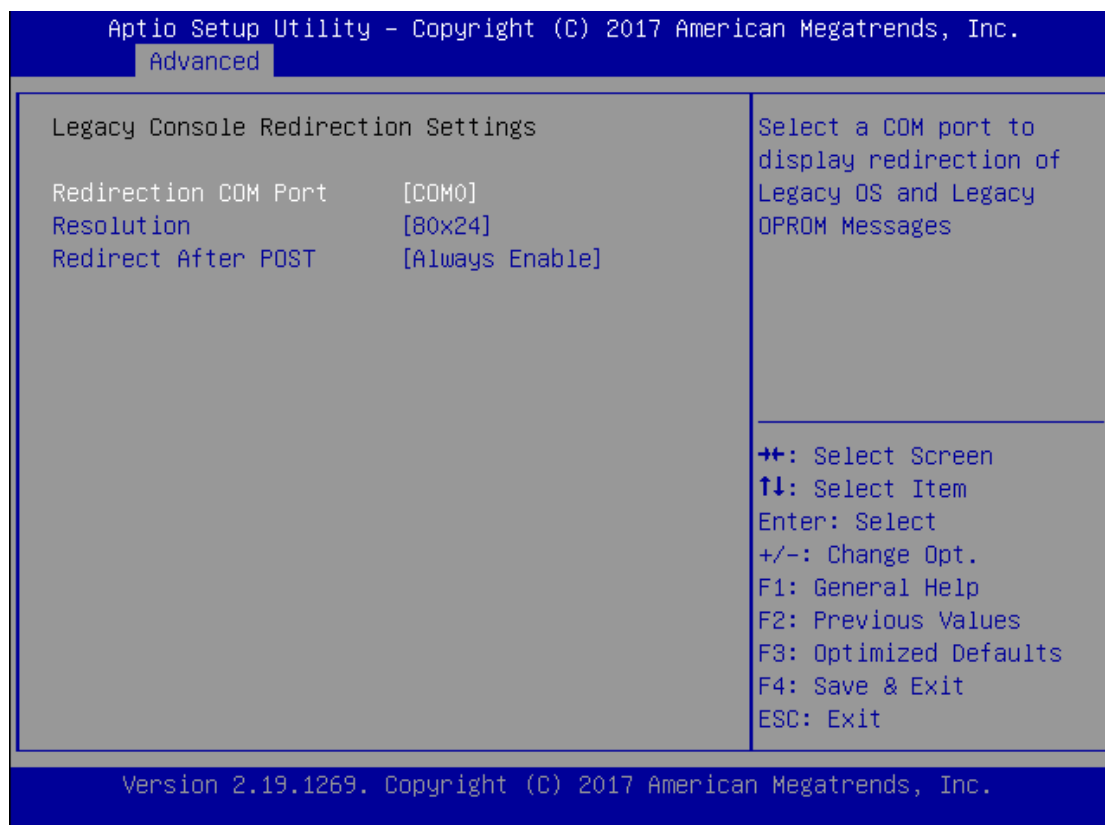 Aptio Setup Utility – Copyright (C) 2017 American Megatrends, Inc.
Advanced
Legacy Console Redirection Settings
Redirection COM Port [COM0]
Resolution [80x24]
Redirect After POST [Always Enable]
Select a COM port to
display redirection of
Legacy OS and Legacy
OPROM Messages
→←: Select Screen
↑↓: Select Item
Enter: Select
+/-: Change Opt.
F1: General Help
F2: Previous Values
F3: Optimized Defaults
F4: Save & Exit
ESC: Exit
Version 2.19.1269. Copyright (C) 2017 American Megatrends, Inc.